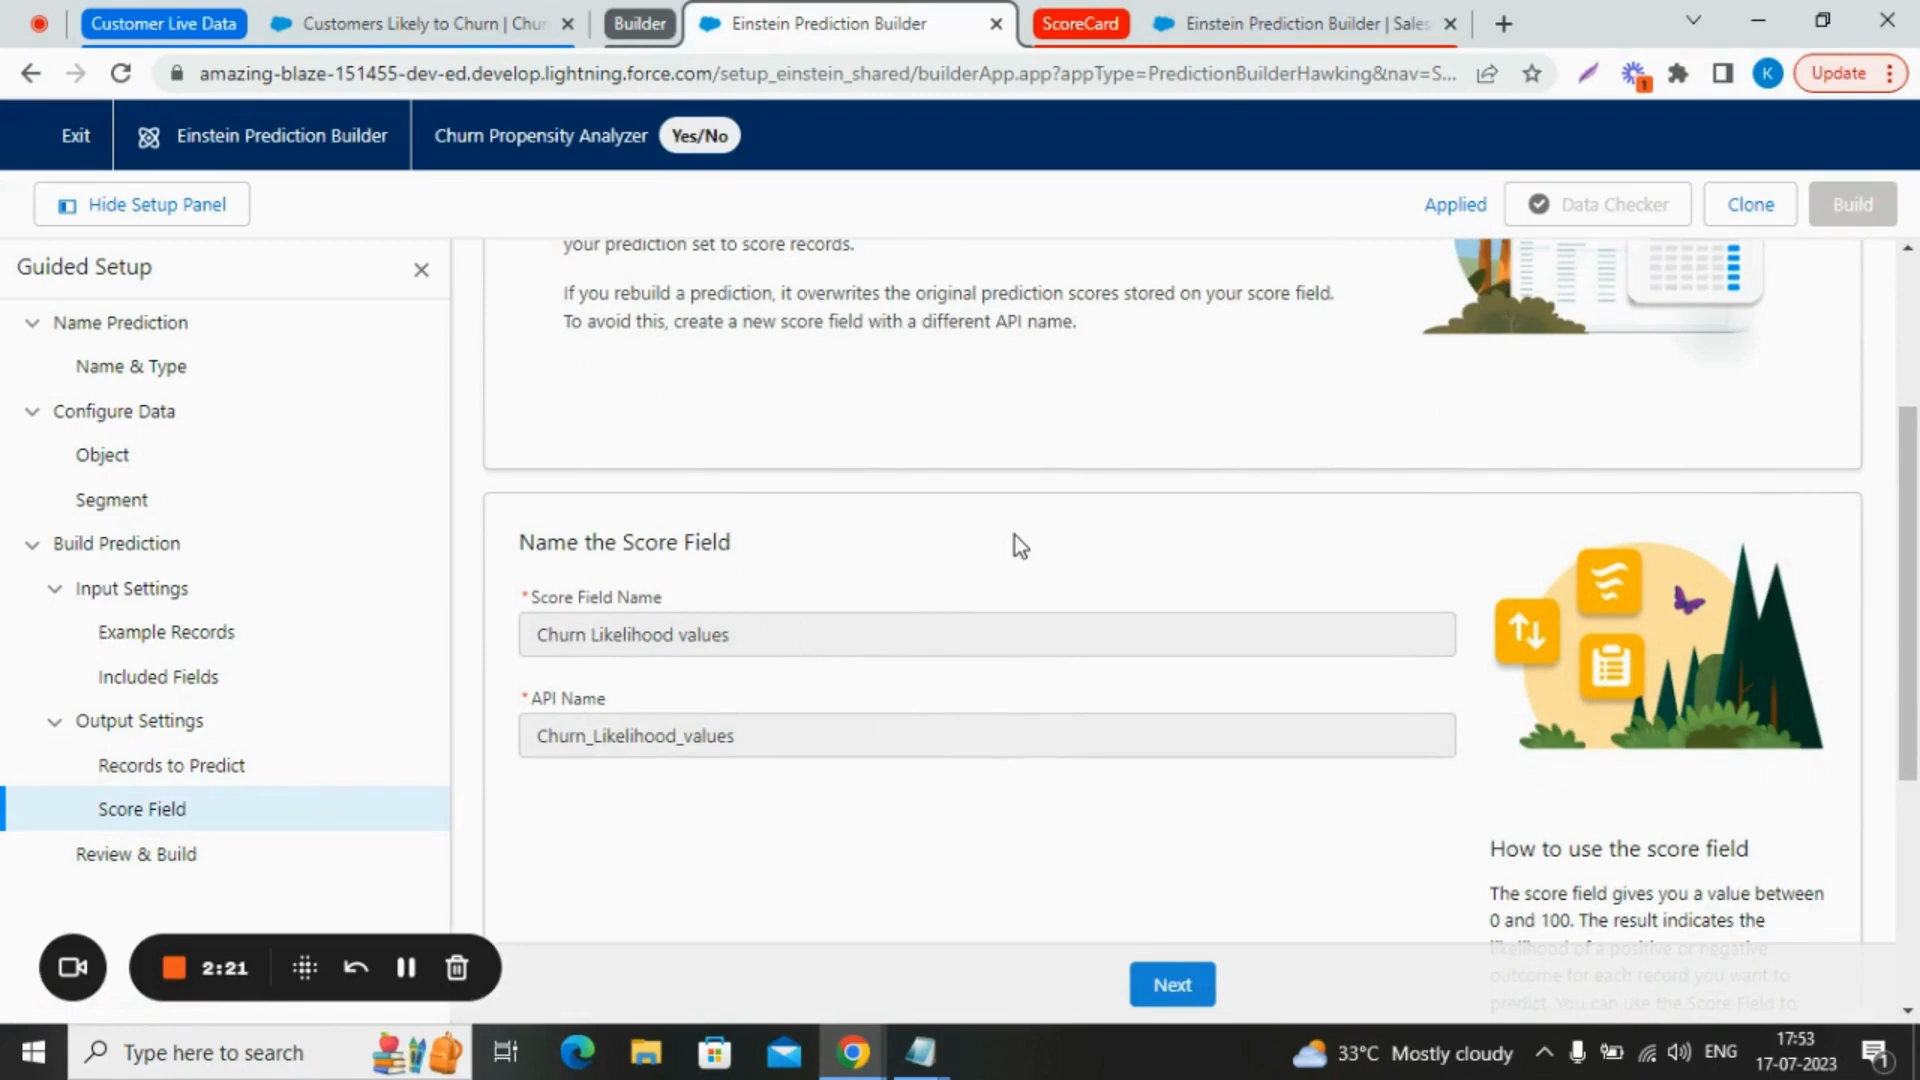 Customer Live Data
Customers Likely to Churn | Chur
Builder
Einstein Prediction Builder
ScoreCard
Einstein Prediction Builder | Sales
amazing-blaze-151455-dev-ed.develop.lightning.force.com/setup_einstein_shared/builderApp.app?appType=PredictionBuilderHawking&nav=S...
1
K
Update
Exit
Einstein Prediction Builder
Churn Propensity Analyzer
Yes/No
Hide Setup Panel
Applied
Data Checker
Clone
Build
Guided Setup
Name Prediction
Name & Type
Configure Data
Object
Segment
Build Prediction
Input Settings
Example Records
Included Fields
Output Settings
Records to Predict
Score Field
Review & Build
your prediction set to score records.
If you rebuild a prediction, it overwrites the original prediction scores stored on your score field.
To avoid this, create a new score field with a different API name.
Name the Score Field
*Score Field Name
Churn Likelihood values
*API Name
Churn_Likelihood_values
How to use the score field
The score field gives you a value between
0 and 100. The result indicates the
likelihood of a positive or negative
outcome for each record you want to
predict. You can use the Score Field to:
Next
2:21
Type here to search
33°C Mostly cloudy
ENG
17:53
17-07-2023
1